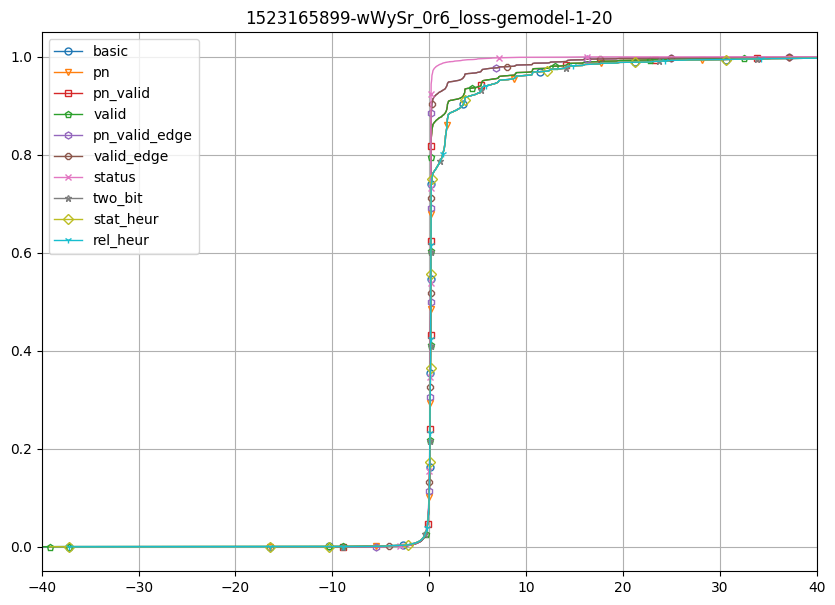 1523165899-wWySr_0r6_loss-gemodel-1-20
basic
pn
pn_valid
valid
pn_valid_edge
valid_edge
status
two_bit
stat_heur
rel_heur
1.0
0.8
0.6
0.4
0.2
0.0
−40 −30 −20 −10 0 10 20 30 40